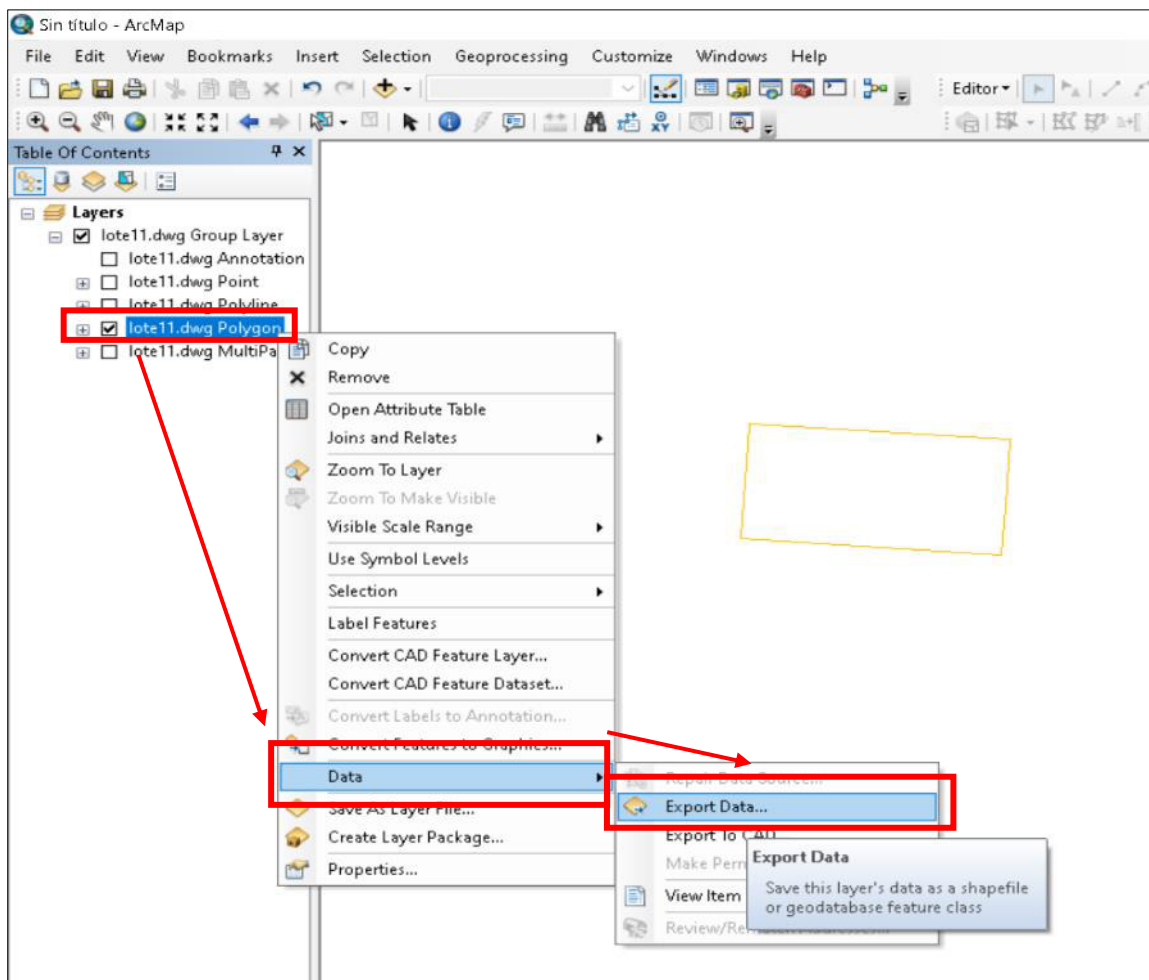 Sin título - ArcMap
File Edit View Bookmarks Insert Selection Geoprocessing Customize Windows Help
Editor
Table Of Contents
Layers
lote11.dwg Group Layer
lote11.dwg Annotation
lote11.dwg Point
lote11.dwg Polyline
lote11.dwg Polygon
lote11.dwg MultiPa
Copy
Remove
Open Attribute Table
Joins and Relates
Zoom To Layer
Zoom To Make Visible
Visible Scale Range
Use Symbol Levels
Selection
Label Features
Convert CAD Feature Layer...
Convert CAD Feature Dataset...
Convert Labels to Annotation...
Convert Features to Graphics...
Data
Save As Layer File...
Create Layer Package...
Properties...
Repair Data Source...
Export Data...
Export To CAD
Make Perm
View Item
Export Data
Save this layer's data as a shapefile
or geodatabase feature class
Addresses...